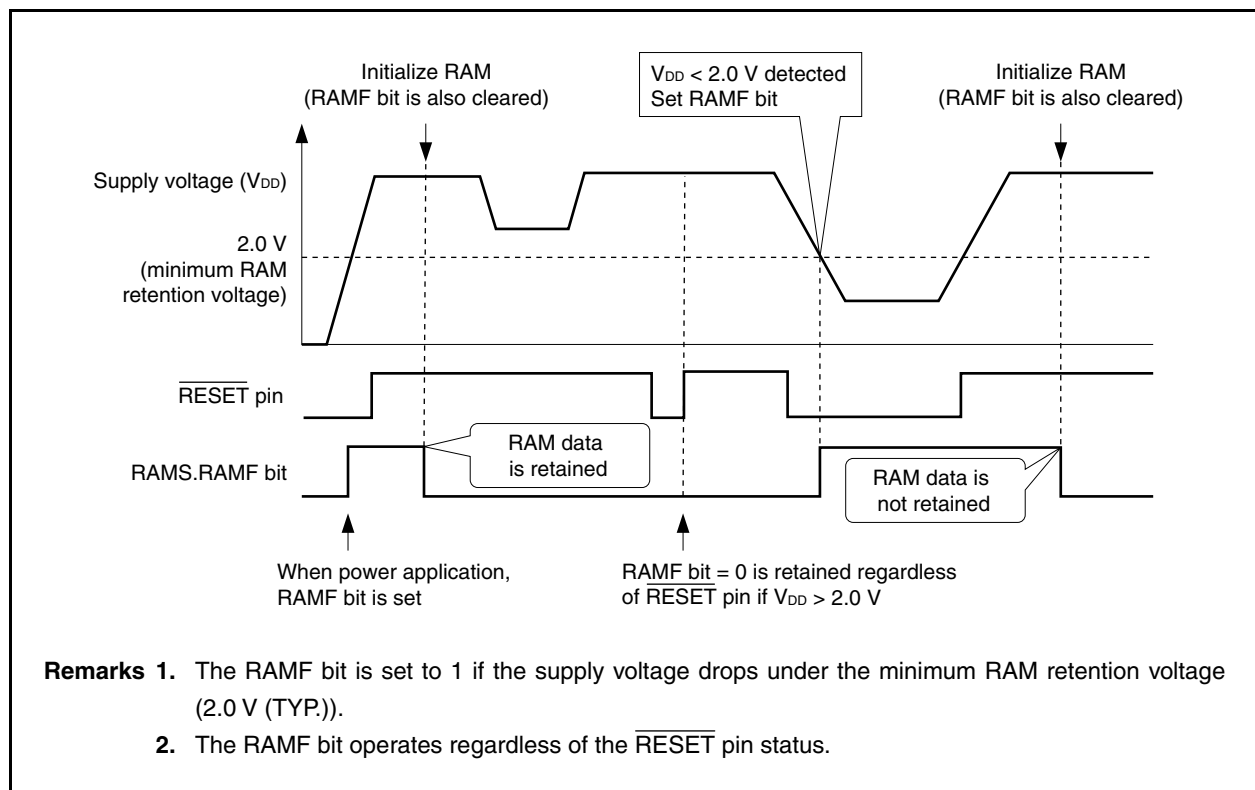 Initialize RAM
(RAMF bit is also cleared)
VDD < 2.0 V detected
Set RAMF bit
Initialize RAM
(RAMF bit is also cleared)
Supply voltage (VDD)
2.0 V
(minimum RAM
retention voltage)
RESET pin
RAMS.RAMF bit
RAM data
is retained
RAM data is
not retained
When power application,
RAMF bit is set
RAMF bit = 0 is retained regardless
of RESET pin if VDD > 2.0 V
Remarks 1. The RAMF bit is set to 1 if the supply voltage drops under the minimum RAM retention voltage
(2.0 V (TYP.)).
2. The RAMF bit operates regardless of the RESET pin status.